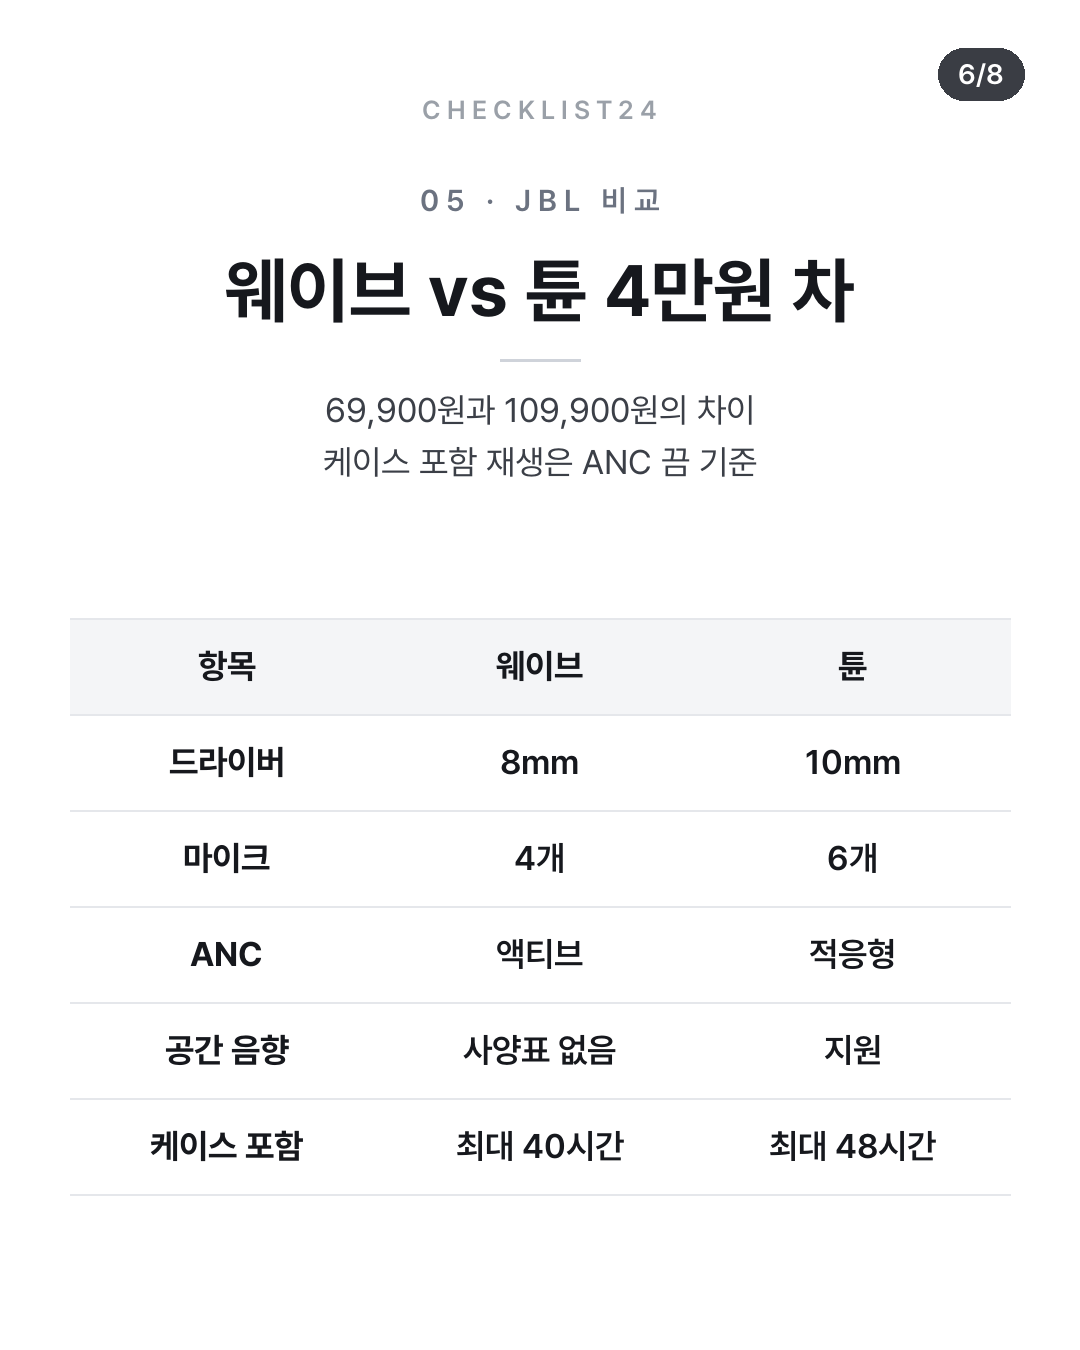 6/8
CHECKLIST24
05 · JBL 비교
웨이브 vs 튠 4만원 차
69,900원과 109,900원의 차이
케이스 포함 재생은 ANC 끔 기준
항목 웨이브 튠
드라이버 8mm 10mm
마이크 4개 6개
ANC 액티브 적응형
공간 음향 사양표 없음 지원
케이스 포함 최대 40시간 최대 48시간